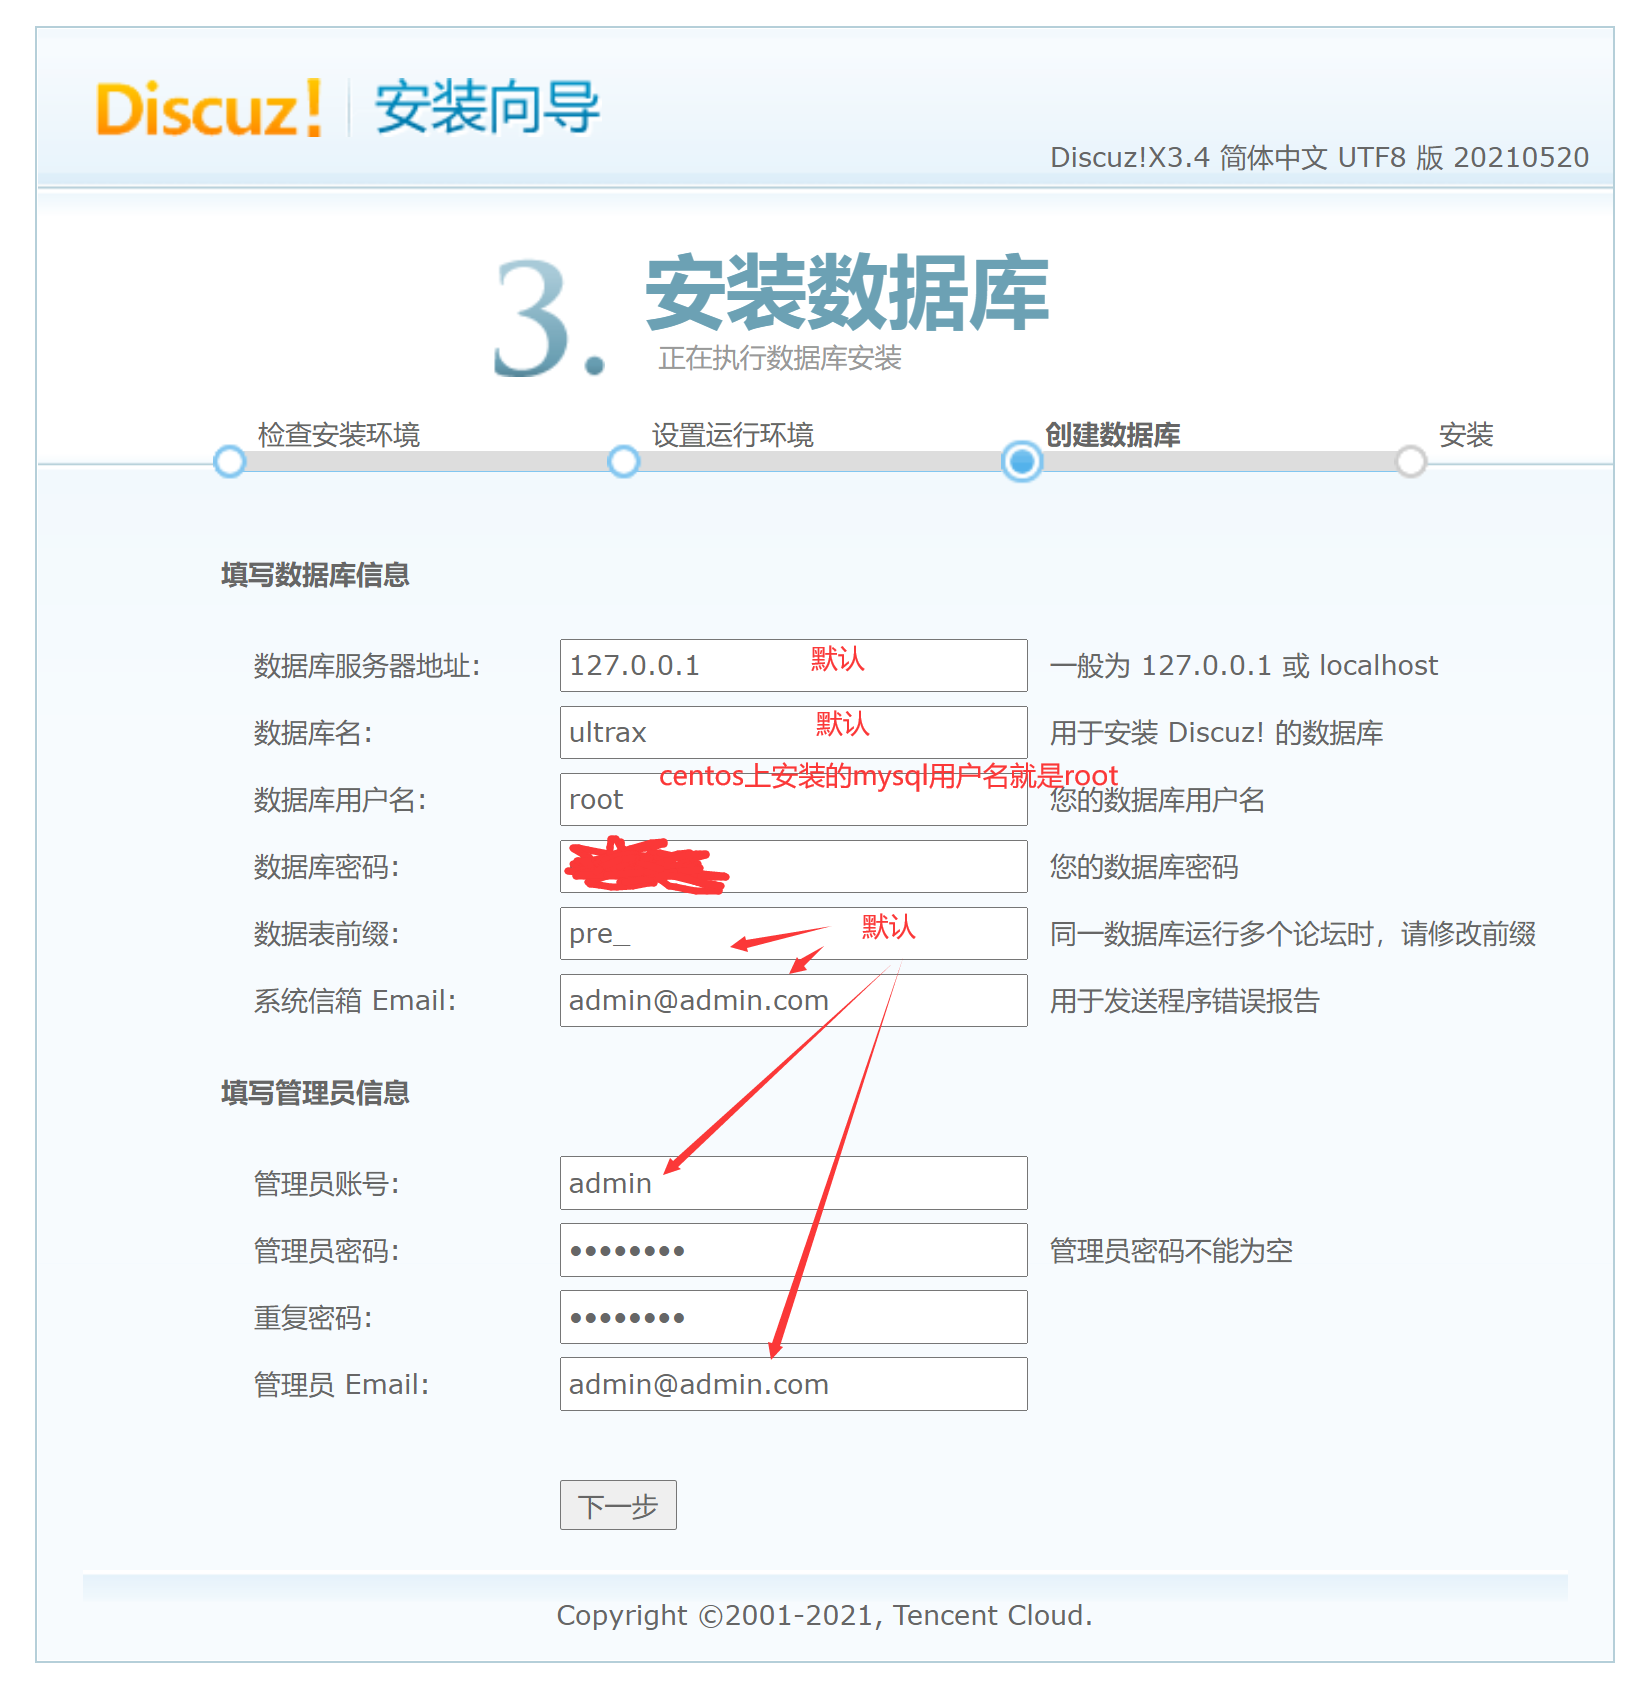 Discuz! 安装向导
Discuz!X3.4 简体中文 UTF8 版 20210520
3. 安装数据库
正在执行数据库安装
检查安装环境 设置运行环境 创建数据库 安装
填写数据库信息
数据库服务器地址: 127.0.0.1 默认 一般为 127.0.0.1 或 localhost
数据库名: ultrax 默认 用于安装 Discuz! 的数据库
centos上安装的mysql用户名就是root
数据库用户名: root 您的数据库用户名
数据库密码: 您的数据库密码
数据表前缀: pre_ 默认 同一数据库运行多个论坛时，请修改前缀
系统信箱 Email: admin@admin.com 用于发送程序错误报告
填写管理员信息
管理员账号: admin
管理员密码: •••••••• 管理员密码不能为空
重复密码: ••••••••
管理员 Email: admin@admin.com
下一步
Copyright ©2001-2021, Tencent Cloud.